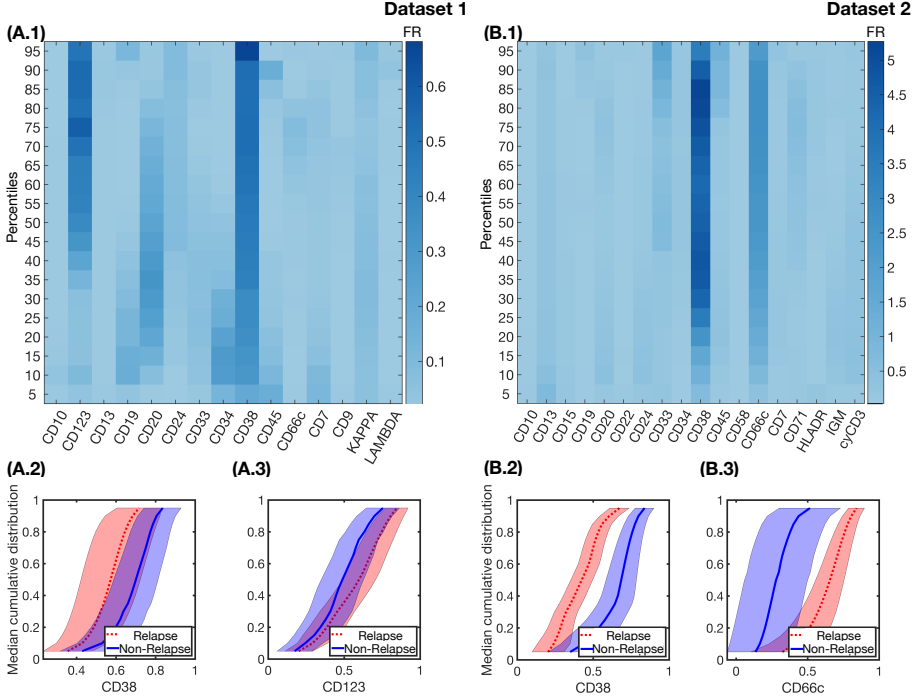 Dataset 1
Dataset 2
(A.1)
FR
95
90
85
80
75
70
65
60
55
50
45
40
35
30
25
20
15
10
5
Percentiles
0.6
0.5
0.4
0.3
0.2
0.1
CD10
CD123
CD13
CD19
CD20
CD24
CD33
CD34
CD38
CD45
CD66c
CD7
CD9
KAPPA
LAMBDA
(B.1)
FR
95
90
85
80
75
70
65
60
55
50
45
40
35
30
25
20
15
10
5
Percentiles
5
4.5
4
3.5
3
2.5
2
1.5
1
0.5
CD10
CD13
CD15
CD19
CD20
CD22
CD24
CD33
CD34
CD38
CD45
CD58
CD66c
CD7
CD71
HLADR
IGM
cyCD3
(A.2)
Median cumulative distribution
1
0.8
0.6
0.4
0.2
0
0.4
0.6
0.8
1
CD38
Relapse
Non-Relapse
(A.3)
1
0.8
0.6
0.4
0.2
0
0
0.5
1
CD123
Relapse
Non-Relapse
(B.2)
Median cumulative distribution
1
0.8
0.6
0.4
0.2
0
0
0.5
1
CD38
Relapse
Non-Relapse
(B.3)
1
0.8
0.6
0.4
0.2
0
0
0.5
1
CD66c
Relapse
Non-Relapse